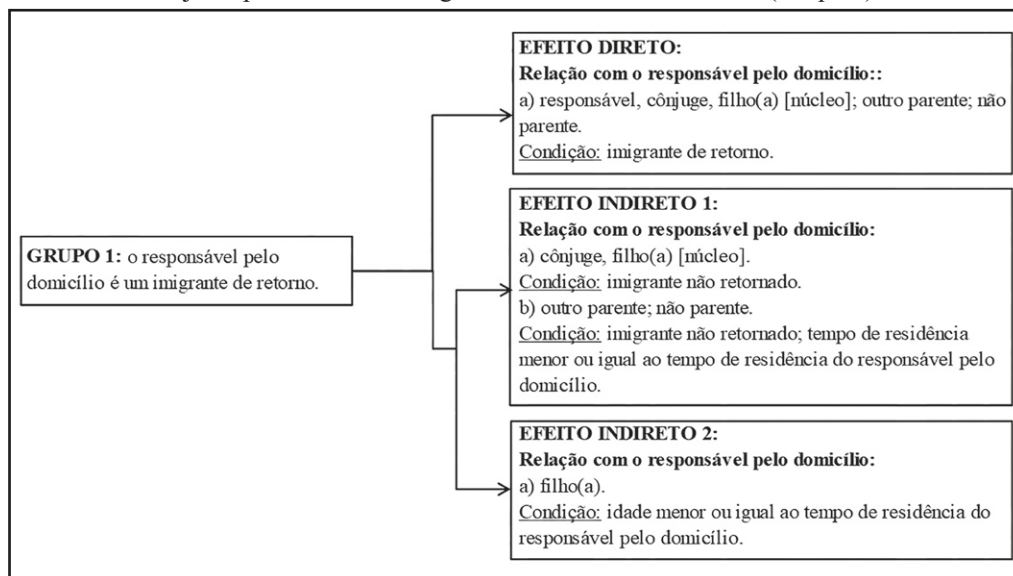 EFEITO DIRETO:
Relação com o responsável pelo domicílio::
a) responsável, cônjuge, filho(a) [núcleo]; outro parente; não
parente.
Condição: imigrante de retorno.
GRUPO 1: o responsável pelo
domicílio é um imigrante de retorno.
EFEITO INDIRETO 1:
Relação com o responsável pelo domicílio:
a) cônjuge, filho(a) [núcleo].
Condição: imigrante não retornado.
b) outro parente; não parente.
Condição: imigrante não retornado; tempo de residência
menor ou igual ao tempo de residência do responsável pelo
domicílio.
EFEITO INDIRETO 2:
Relação com o responsável pelo domicílio:
a) filho(a).
Condição: idade menor ou igual ao tempo de residência do
responsável pelo domicílio.